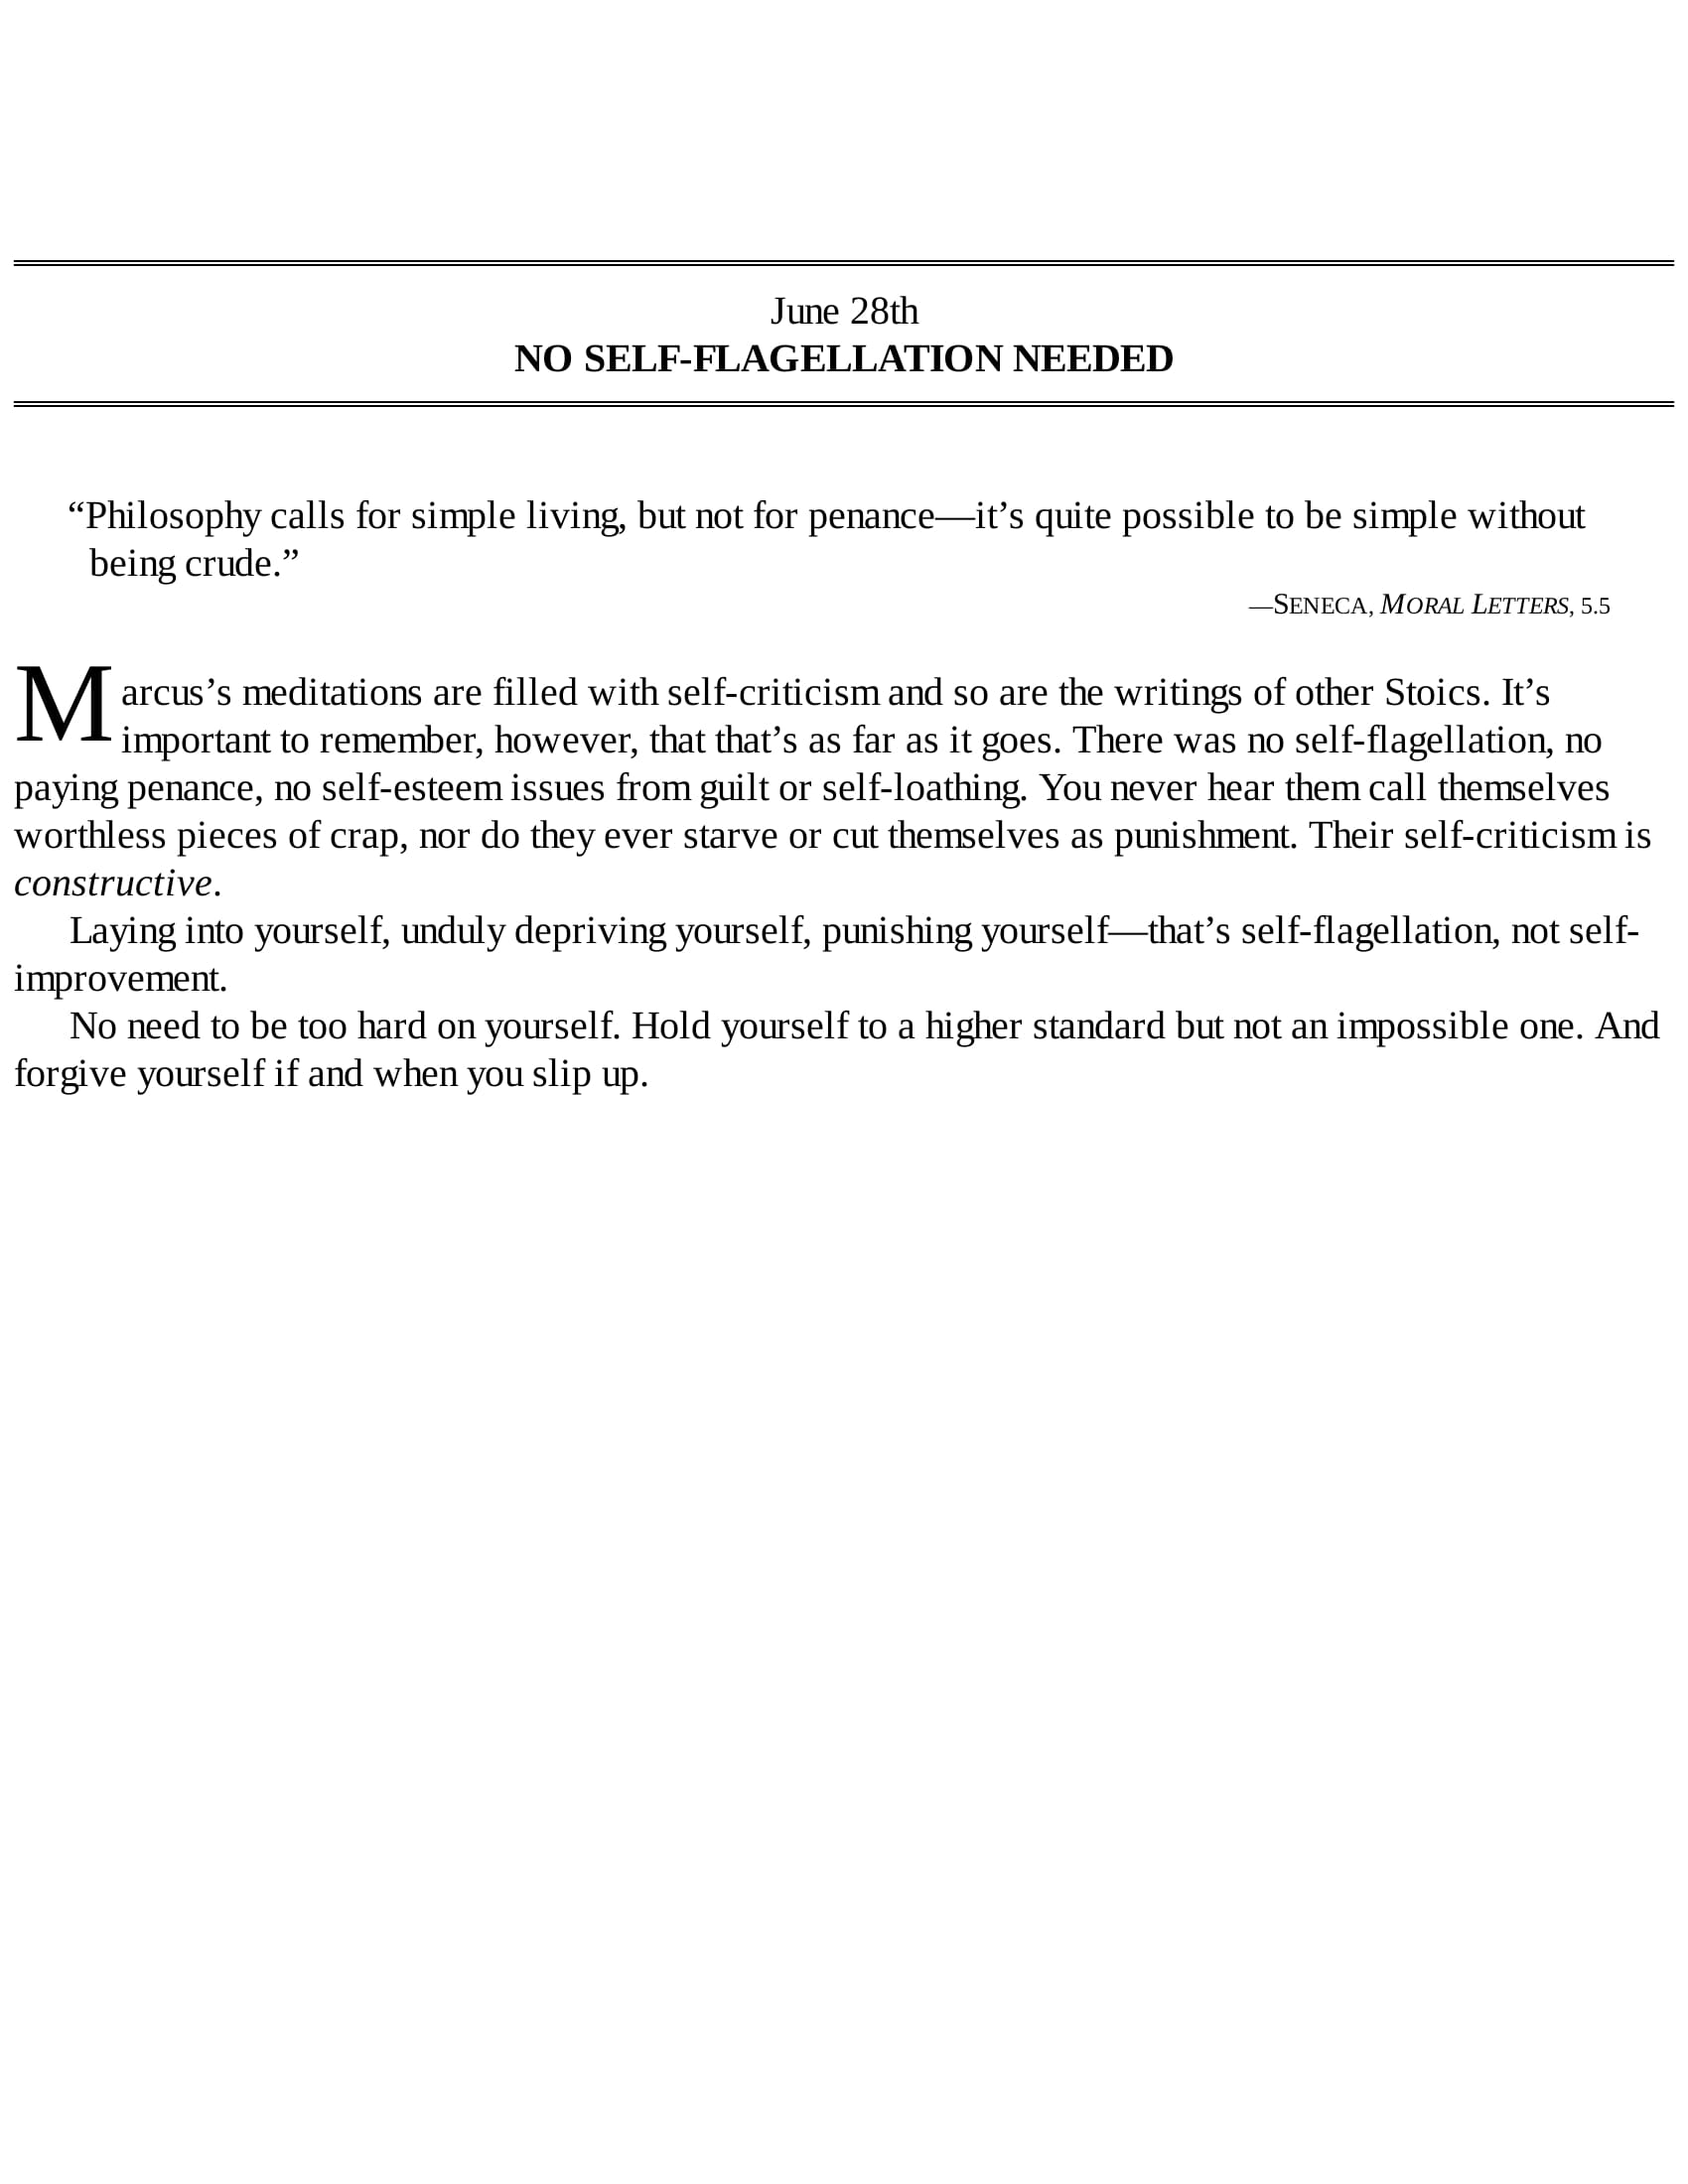 June 28th
NO SELF-FLAGELLATION NEEDED
“Philosophy calls for simple living, but not for penance—it’s quite possible to be simple without
being crude.”
—SENECA, MORAL LETTERS, 5.5
Marcus’s meditations are filled with self-criticism and so are the writings of other Stoics. It’s
important to remember, however, that that’s as far as it goes. There was no self-flagellation, no
paying penance, no self-esteem issues from guilt or self-loathing. You never hear them call themselves
worthless pieces of crap, nor do they ever starve or cut themselves as punishment. Their self-criticism is
constructive.
Laying into yourself, unduly depriving yourself, punishing yourself—that’s self-flagellation, not self-
improvement.
No need to be too hard on yourself. Hold yourself to a higher standard but not an impossible one. And
forgive yourself if and when you slip up.